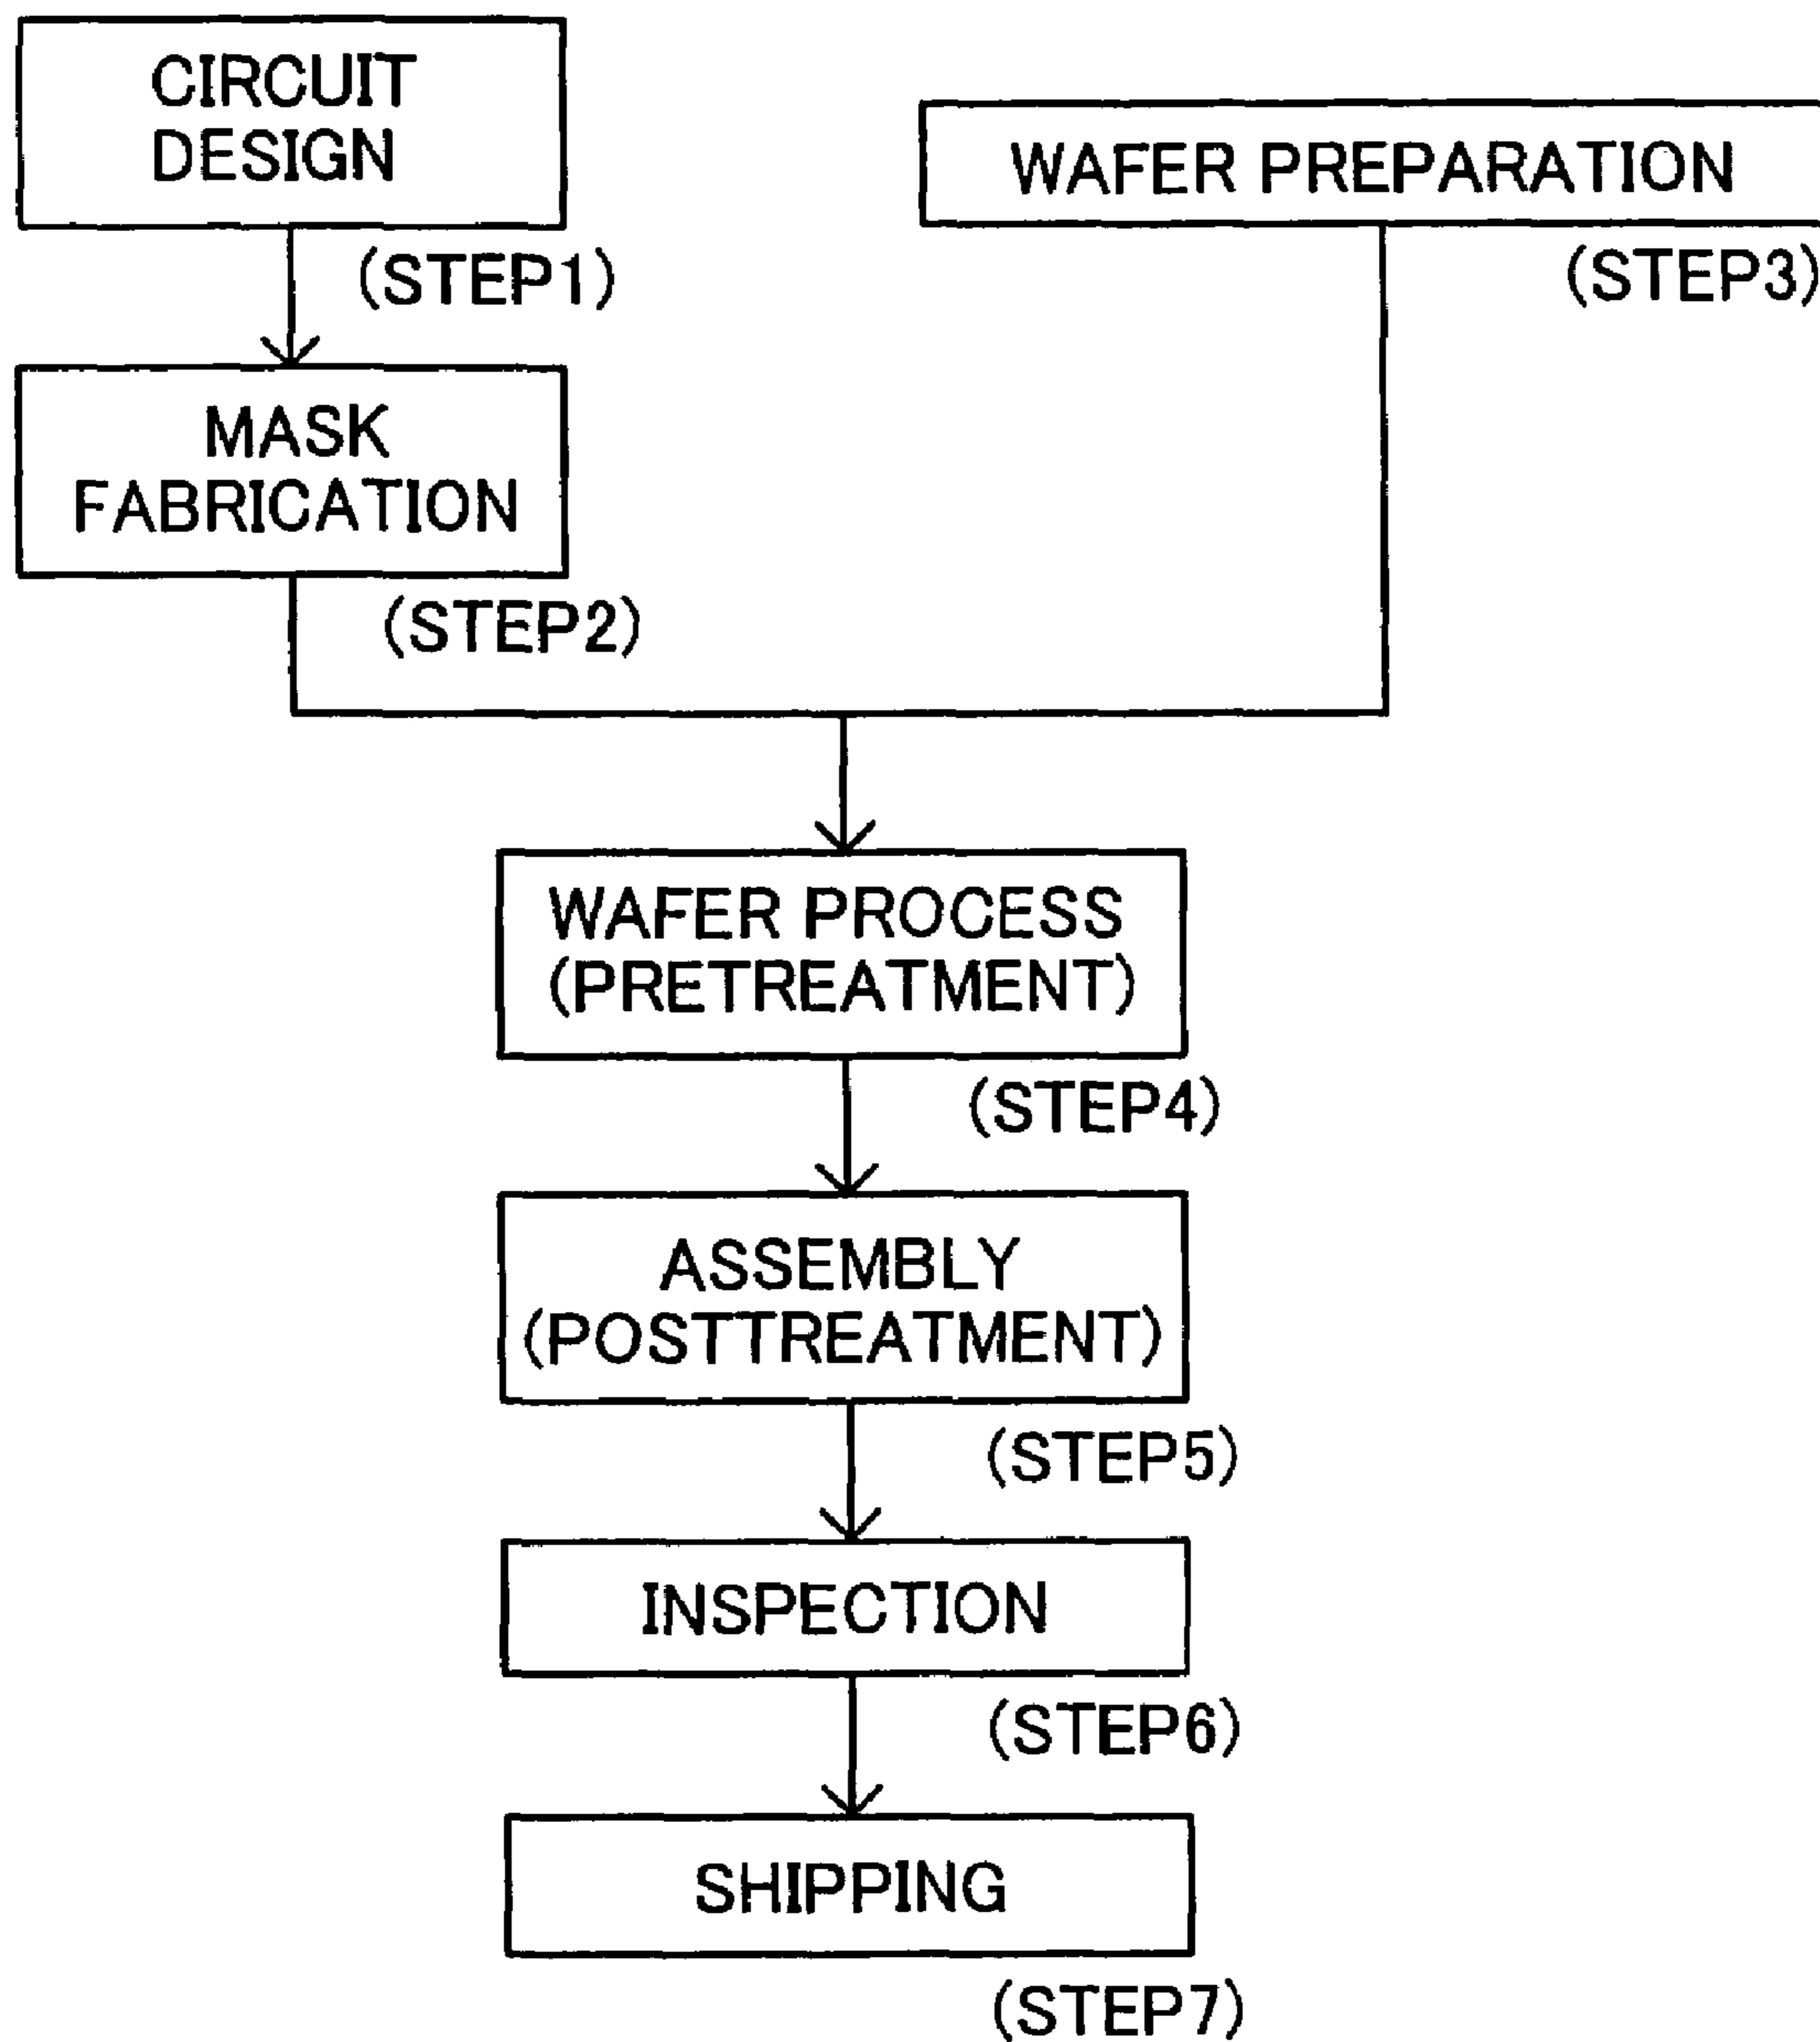 CIRCUIT
DESIGN
(STEP1)
WAFER PREPARATION
(STEP3)
MASK
FABRICATION
(STEP2)
WAFER PROCESS
(PRETREATMENT)
(STEP4)
ASSEMBLY
(POSTTREATMENT)
(STEP5)
INSPECTION
(STEP6)
SHIPPING
(STEP7)